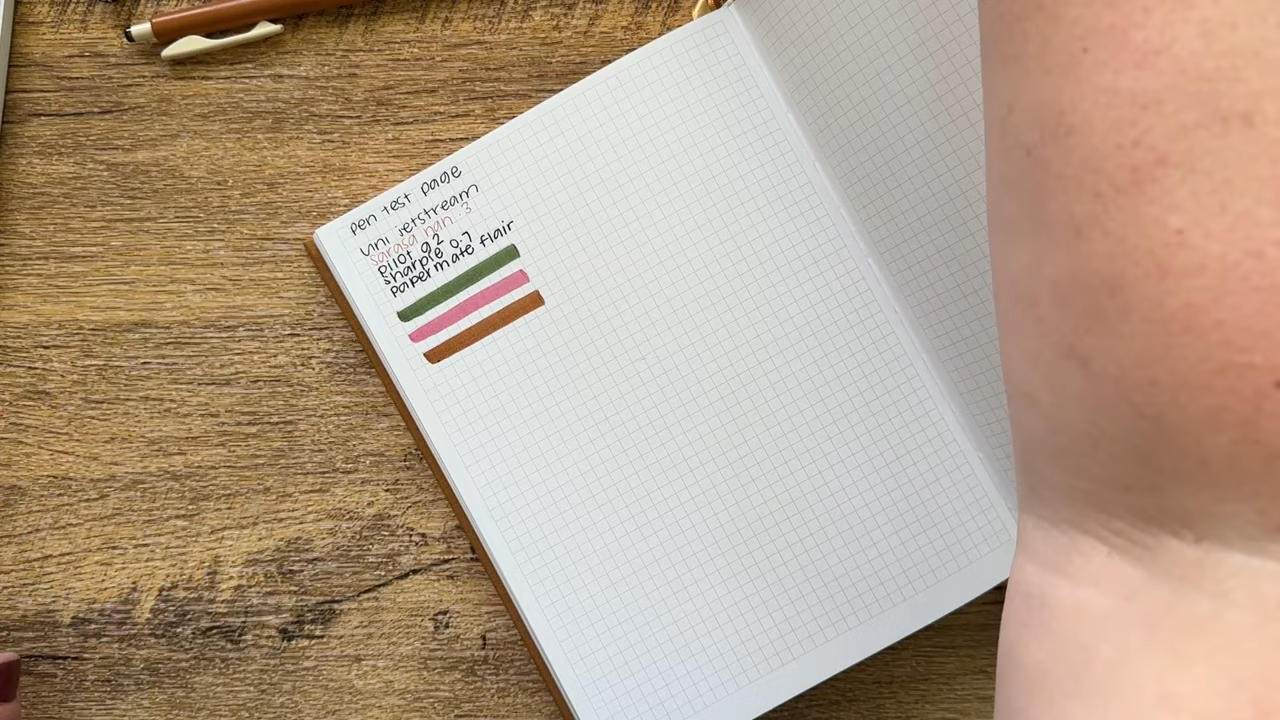 pen test page
uni jetstream
sarasa nan .3
pilot g2
sharpie 0.7
papermate flair